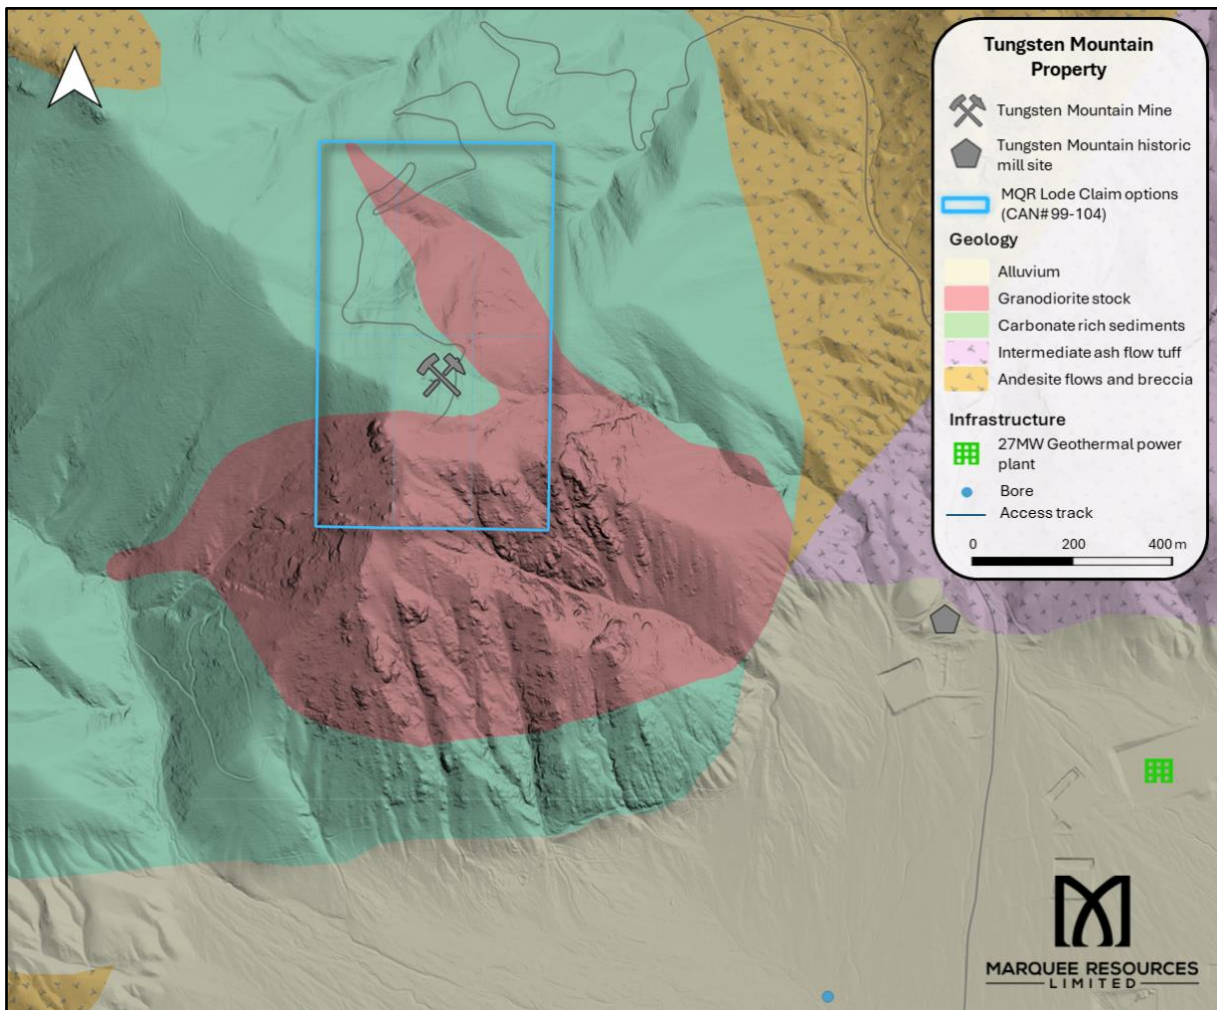 Tungsten Mountain
Property
Tungsten Mountain Mine
Tungsten Mountain historic
mill site
MQR Lode Claim options
(CAN# 99-104)
Geology
Alluvium
Granodiorite stock
Carbonate rich sediments
Intermediate ash flow tuff
Andesite flows and breccia
Infrastructure
27MW Geothermal power
plant
Bore
Access track
0 200 400 m
MARQUEE RESOURCES
LIMITED